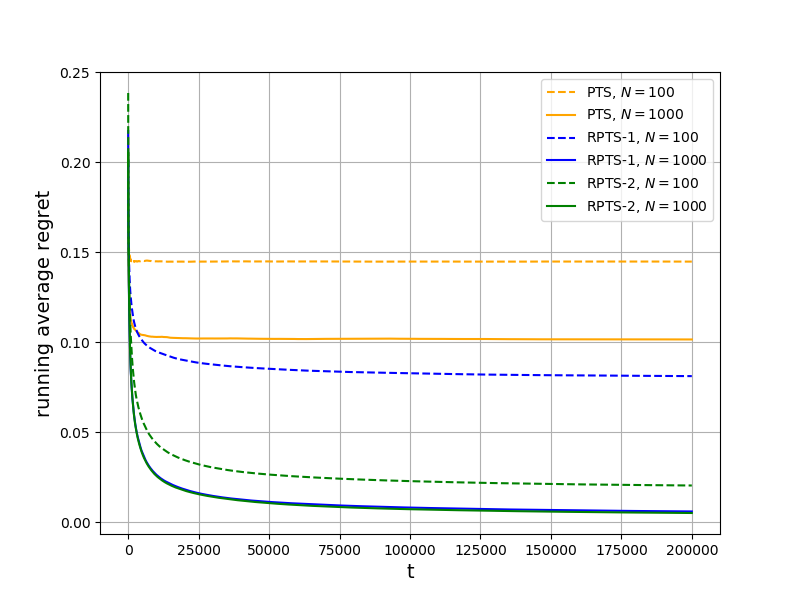 0.25
0.20
0.15
0.10
0.05
0.00
running average regret
PTS, N = 100
PTS, N = 1000
RPTS-1, N = 100
RPTS-1, N = 1000
RPTS-2, N = 100
RPTS-2, N = 1000
0 25000 50000 75000 100000 125000 150000 175000 200000
t